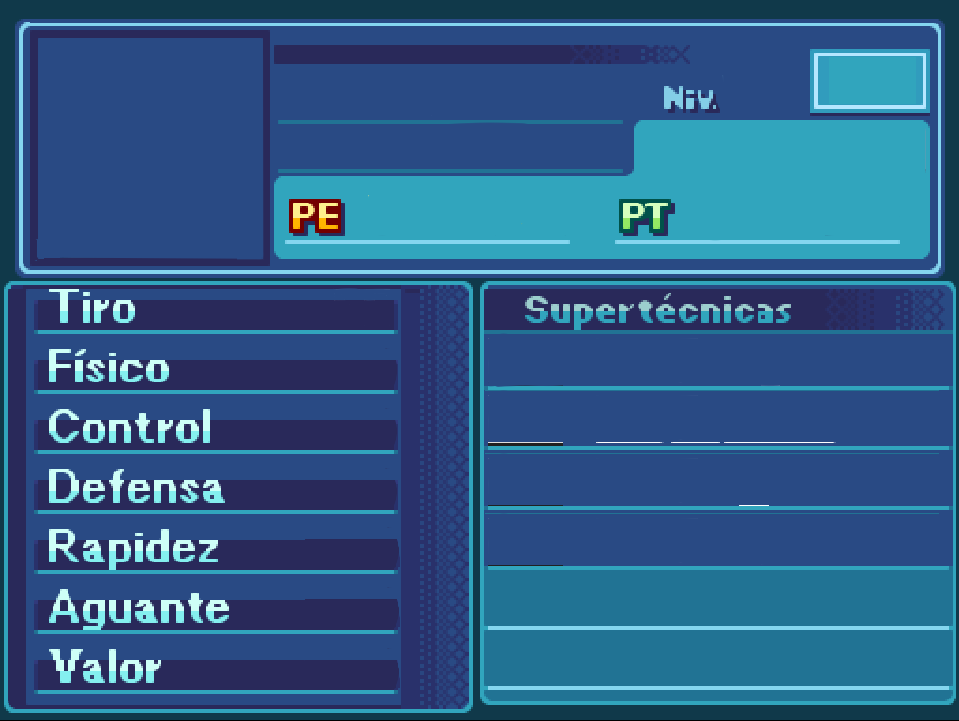 Niv.
PE PT
Tiro
Físico
Control
Defensa
Rapidez
Aguante
Valor
Supertécnicas